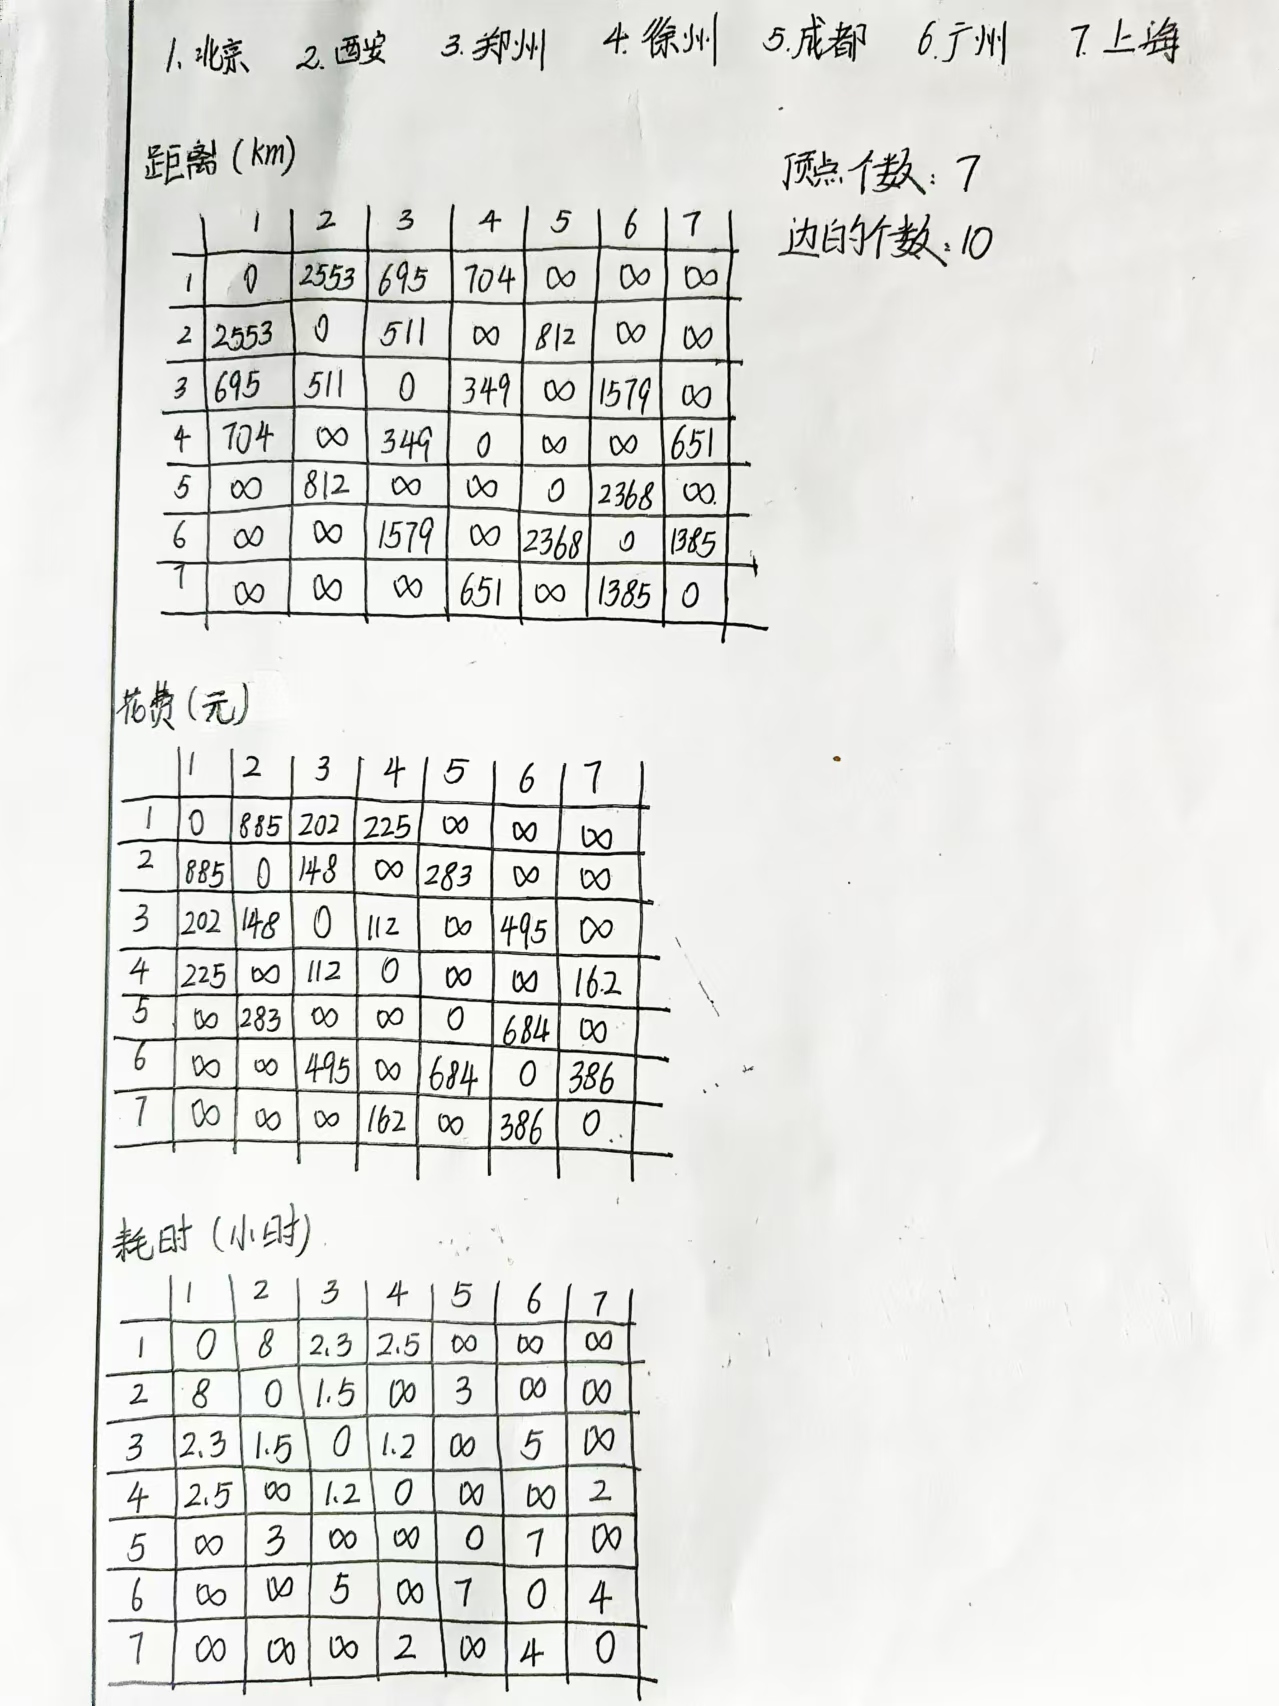 1. 北京 2. 西安 3. 郑州 4. 徐州 5. 成都 6. 广州 7. 上海
距离(km)
顶点个数: 7
边的个数: 10
1 2 3 4 5 6 7
1 0 2553 695 704 ∞ ∞ ∞
2 2553 0 511 ∞ 812 ∞ ∞
3 695 511 0 349 ∞ 1579 ∞
4 704 ∞ 349 0 ∞ ∞ 651
5 ∞ 812 ∞ ∞ 0 2368 ∞
6 ∞ ∞ 1579 ∞ 2368 0 1385
7 ∞ ∞ ∞ 651 ∞ 1385 0
花费(元)
1 2 3 4 5 6 7
1 0 885 202 225 ∞ ∞ ∞
2 885 0 148 ∞ 283 ∞ ∞
3 202 148 0 112 ∞ 495 ∞
4 225 ∞ 112 0 ∞ ∞ 162
5 ∞ 283 ∞ ∞ 0 684 ∞
6 ∞ ∞ 495 ∞ 684 0 386
7 ∞ ∞ ∞ 162 ∞ 386 0
耗时(小时)
1 2 3 4 5 6 7
1 0 8 2.3 2.5 ∞ ∞ ∞
2 8 0 1.5 ∞ 3 ∞ ∞
3 2.3 1.5 0 1.2 ∞ 5 ∞
4 2.5 ∞ 1.2 0 ∞ ∞ 2
5 ∞ 3 ∞ ∞ 0 7 ∞
6 ∞ ∞ 5 ∞ 7 0 4
7 ∞ ∞ ∞ 2 ∞ 4 0